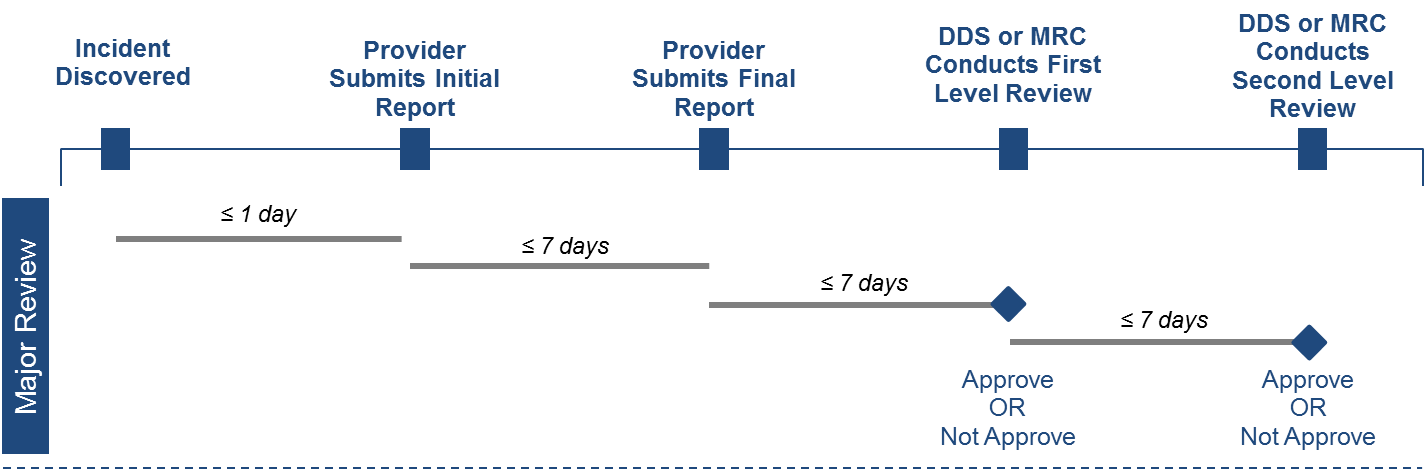 Incident
Discovered
Provider
Submits Initial
Report
Provider
Submits Final
Report
DDS or MRC
Conducts First
Level Review
DDS or MRC
Conducts
Second Level
Review
Major Review
≤ 1 day
≤ 7 days
≤ 7 days
≤ 7 days
Approve
OR
Not Approve
Approve
OR
Not Approve